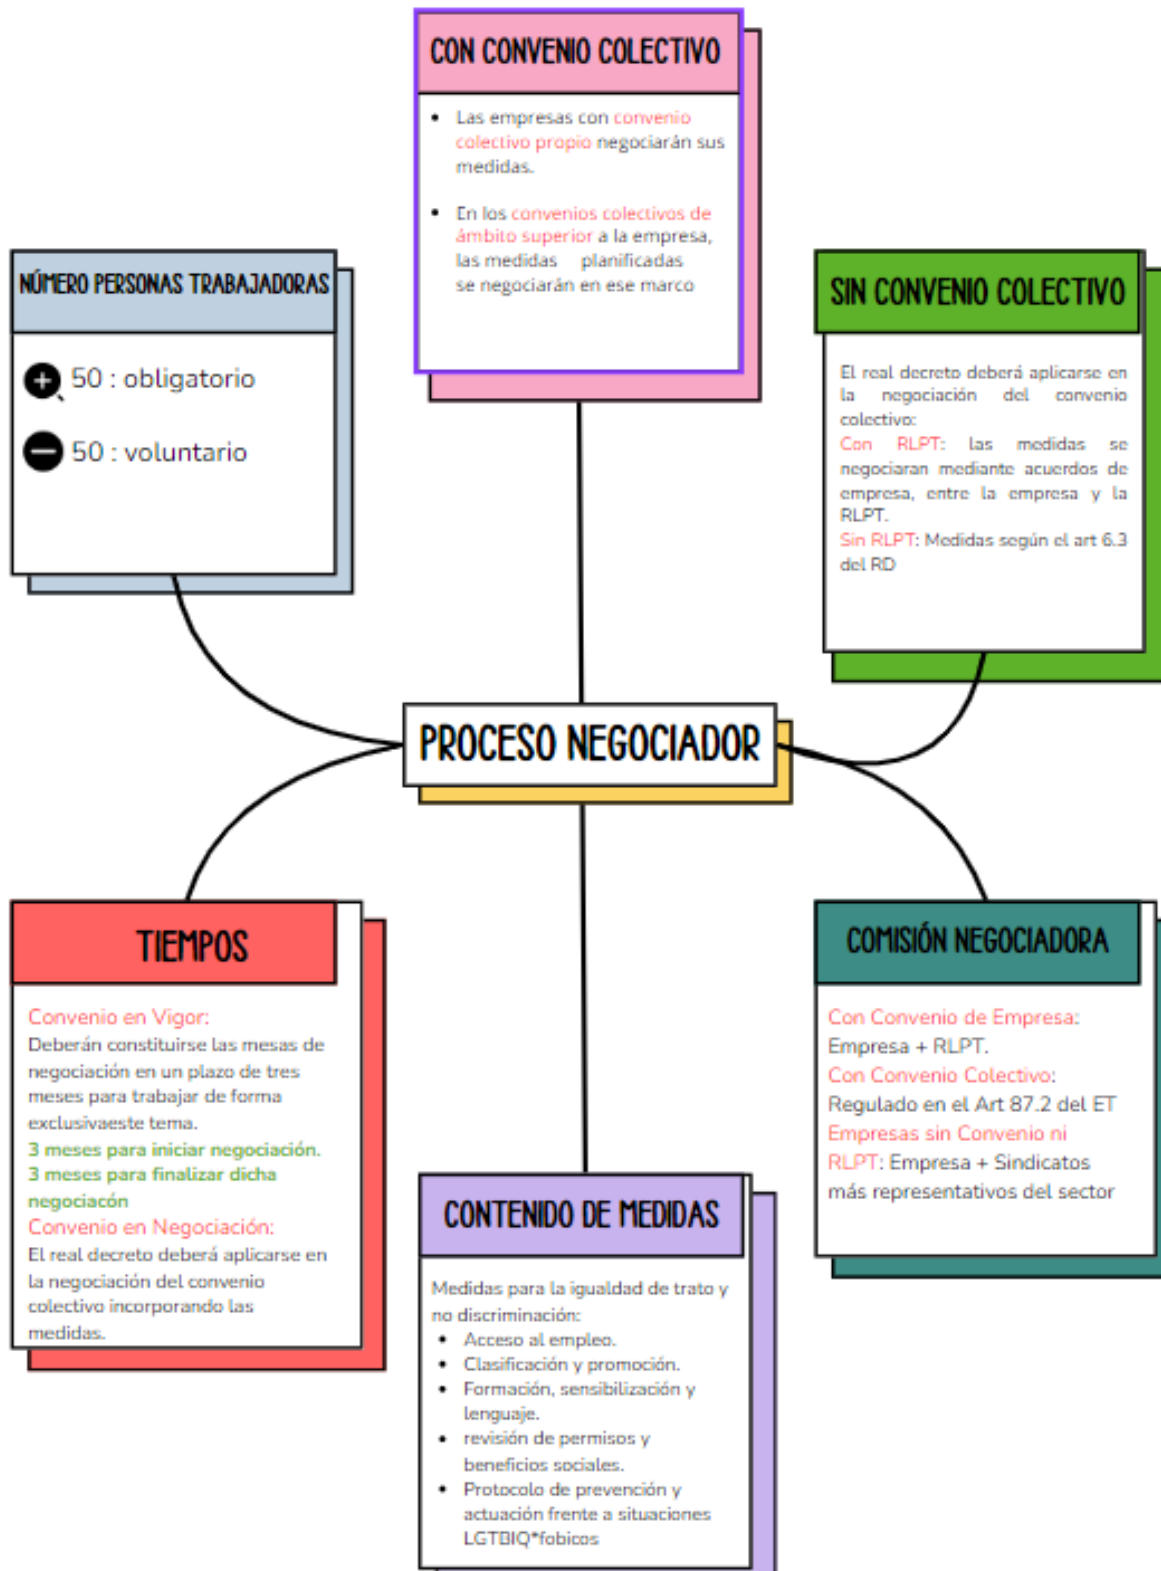 CON CONVENIO COLECTIVO
• Las empresas con convenio
colectivo propio negociarán sus
medidas.
• En los convenios colectivos de
ámbito superior a la empresa,
las medidas planificadas
se negociarán en ese marco
NÚMERO PERSONAS TRABAJADORAS
+ 50 : obligatorio
- 50 : voluntario
SIN CONVENIO COLECTIVO
El real decreto deberá aplicarse en
la negociación del convenio
colectivo:
Con RLPT: las medidas se
negociaran mediante acuerdos de
empresa, entre la empresa y la
RLPT.
Sin RLPT: Medidas según el art 6.3
del RD
PROCESO NEGOCIADOR
TIEMPOS
Convenio en Vigor:
Deberán constituirse las mesas de
negociación en un plazo de tres
meses para trabajar de forma
exclusivaeste tema.
3 meses para iniciar negociación.
3 meses para finalizar dicha
negociacón
Convenio en Negociación:
El real decreto deberá aplicarse en
la negociación del convenio
colectivo incorporando las
medidas.
COMISIÓN NEGOCIADORA
Con Convenio de Empresa:
Empresa + RLPT.
Con Convenio Colectivo:
Regulado en el Art 87.2 del ET
Empresas sin Convenio ni
RLPT: Empresa + Sindicatos
más representativos del sector
CONTENIDO DE MEDIDAS
Medidas para la igualdad de trato y
no discriminación:
• Acceso al empleo.
• Clasificación y promoción.
• Formación, sensibilización y
lenguaje.
• revisión de permisos y
beneficios sociales.
• Protocolo de prevención y
actuación frente a situaciones
LGTBIQ*fobicos